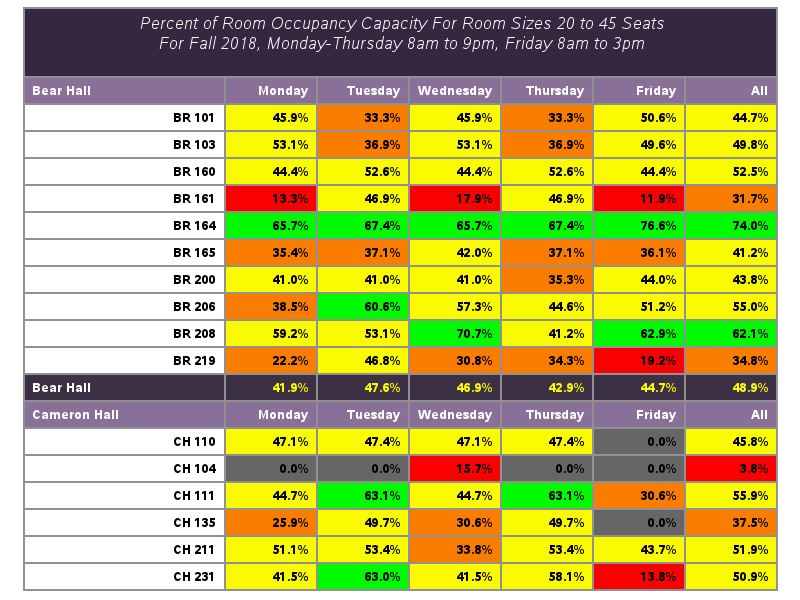 Percent of Room Occupancy Capacity For Room Sizes 20 to 45 Seats
For Fall 2018, Monday-Thursday 8am to 9pm, Friday 8am to 3pm
Bear Hall Monday Tuesday Wednesday Thursday Friday All
BR 101 45.9% 33.3% 45.9% 33.3% 50.6% 44.7%
BR 103 53.1% 36.9% 53.1% 36.9% 49.6% 49.8%
BR 160 44.4% 52.6% 44.4% 52.6% 44.4% 52.5%
BR 161 13.3% 46.9% 17.9% 46.9% 11.9% 31.7%
BR 164 65.7% 67.4% 65.7% 67.4% 76.6% 74.0%
BR 165 35.4% 37.1% 42.0% 37.1% 36.1% 41.2%
BR 200 41.0% 41.0% 41.0% 35.3% 44.0% 43.8%
BR 206 38.5% 60.6% 57.3% 44.6% 51.2% 55.0%
BR 208 59.2% 53.1% 70.7% 41.2% 62.9% 62.1%
BR 219 22.2% 46.8% 30.8% 34.3% 19.2% 34.8%
Bear Hall 41.9% 47.6% 46.9% 42.9% 44.7% 48.9%
Cameron Hall Monday Tuesday Wednesday Thursday Friday All
CH 110 47.1% 47.4% 47.1% 47.4% 0.0% 45.8%
CH 104 0.0% 0.0% 15.7% 0.0% 0.0% 3.8%
CH 111 44.7% 63.1% 44.7% 63.1% 30.6% 55.9%
CH 135 25.9% 49.7% 30.6% 49.7% 0.0% 37.5%
CH 211 51.1% 53.4% 33.8% 53.4% 43.7% 51.9%
CH 231 41.5% 63.0% 41.5% 58.1% 13.8% 50.9%